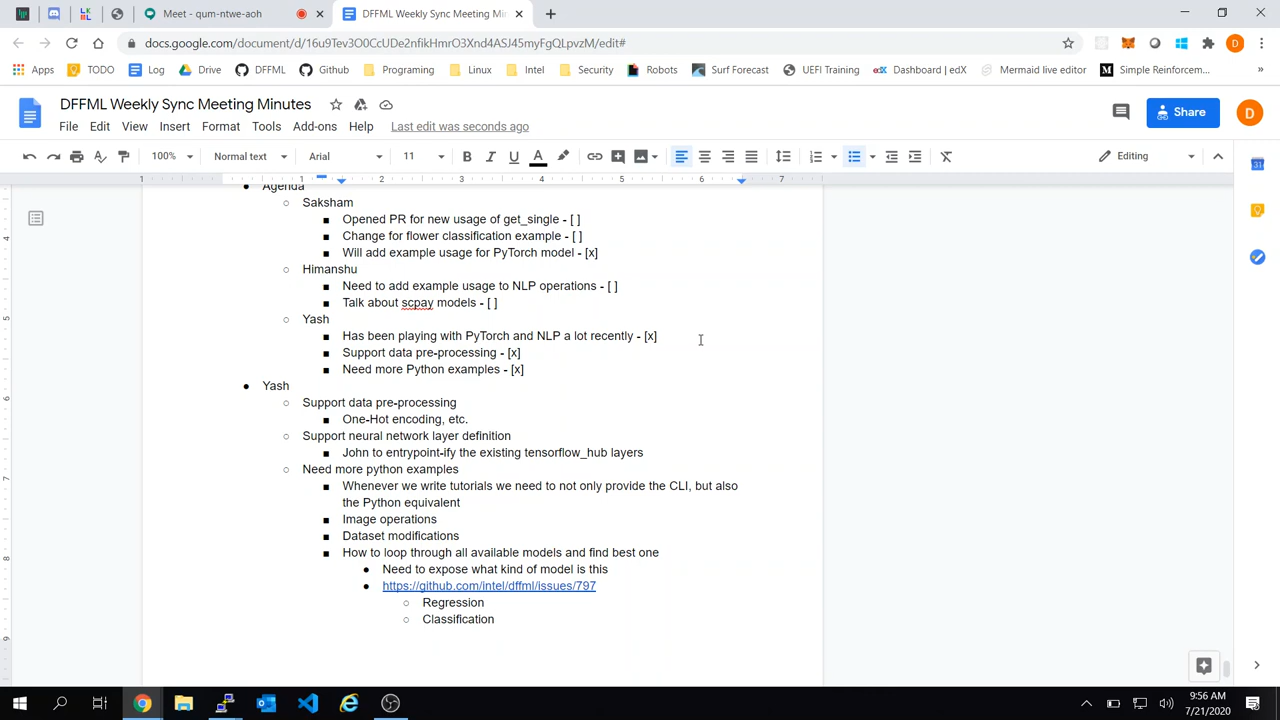 Meet - qum-ntwe-aoh
DFFML Weekly Sync Meeting Min
docs.google.com/document/d/16u9Tev3O0CcUDe2nfikHmrO3Xnd4ASJ45myFgQLpvzM/edit#
Apps TODO Log Drive DFFML Github Programing Linux Intel Security Robots Surf Forecast UEFI Training Dashboard | edX Mermaid live editor Simple Reinforcem...
DFFML Weekly Sync Meeting Minutes
File Edit View Insert Format Tools Add-ons Help Last edit was seconds ago
Share
D
100% Normal text Arial 11 B I U A Editing
1 1 2 3 4 5 6 7
Agenda
Saksham
Opened PR for new usage of get_single - [ ]
Change for flower classification example - [ ]
Will add example usage for PyTorch model - [x]
Himanshu
Need to add example usage to NLP operations - [ ]
Talk about scpay models - [ ]
Yash
Has been playing with PyTorch and NLP a lot recently - [x]
Support data pre-processing - [x]
Need more Python examples - [x]
Yash
Support data pre-processing
One-Hot encoding, etc.
Support neural network layer definition
John to entrypoint-ify the existing tensorflow_hub layers
Need more python examples
Whenever we write tutorials we need to not only provide the CLI, but also
the Python equivalent
Image operations
Dataset modifications
How to loop through all available models and find best one
Need to expose what kind of model is this
https://github.com/intel/dffml/issues/797
Regression
Classification
9:56 AM
7/21/2020